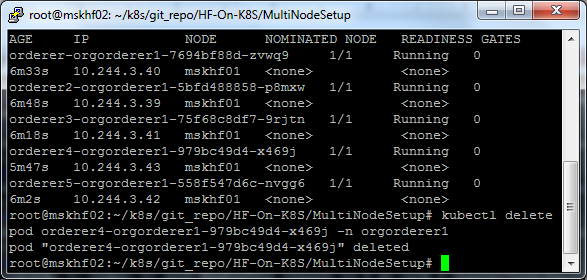 root@mskhf02: ~/k8s/git_repo/HF-On-K8S/MultiNodeSetup
AGE     IP            NODE      NOMINATED NODE   READINESS GATES
orderer-orgorderer1-7694bf88d-zvwq9     1/1     Running   0
6m33s   10.244.3.40   mskhf01   <none>           <none>
orderer2-orgorderer1-5bfd488858-p8mxw   1/1     Running   0
6m48s   10.244.3.39   mskhf01   <none>           <none>
orderer3-orgorderer1-75f68c8df7-9rjtn   1/1     Running   0
6m18s   10.244.3.41   mskhf01   <none>           <none>
orderer4-orgorderer1-979bc49d4-x469j    1/1     Running   0
5m47s   10.244.3.43   mskhf01   <none>           <none>
orderer5-orgorderer1-558f547d6c-nvgg6   1/1     Running   0
6m2s    10.244.3.42   mskhf01   <none>           <none>
root@mskhf02:~/k8s/git_repo/HF-On-K8S/MultiNodeSetup# kubectl delete
pod orderer4-orgorderer1-979bc49d4-x469j -n orgorderer1
pod "orderer4-orgorderer1-979bc49d4-x469j" deleted
root@mskhf02:~/k8s/git_repo/HF-On-K8S/MultiNodeSetup#